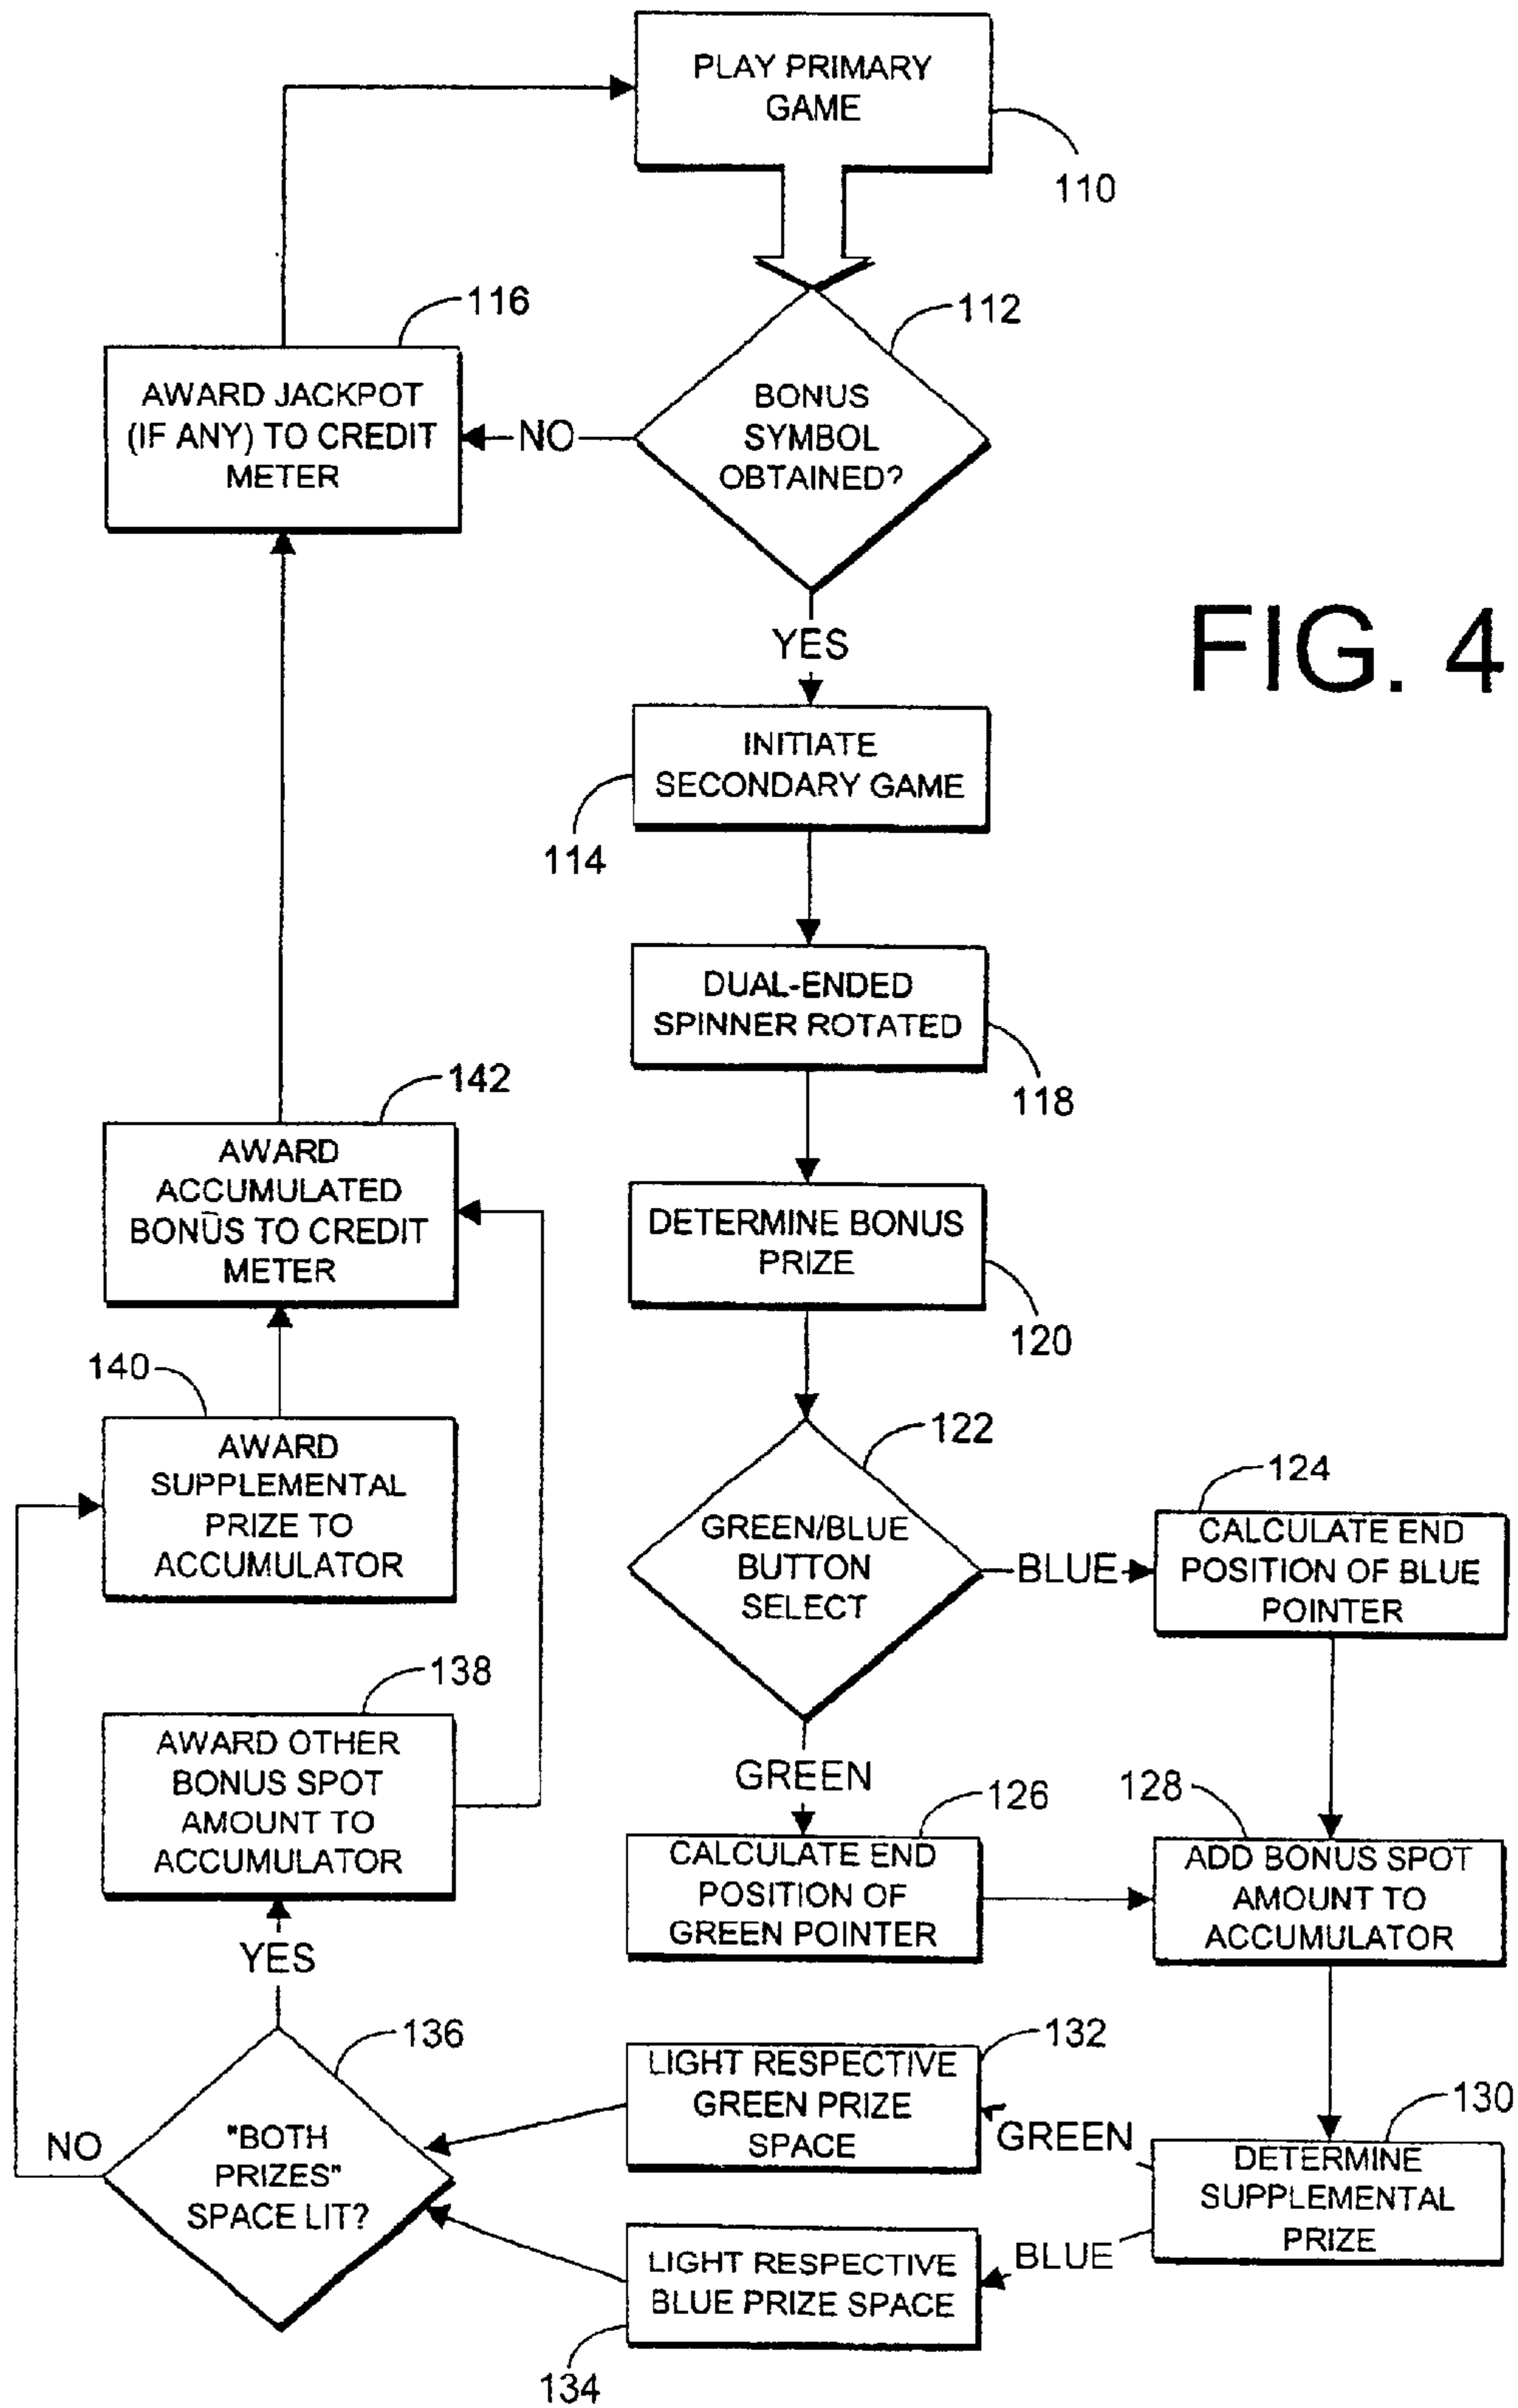 PLAY PRIMARY
GAME
110
116
112
AWARD JACKPOT
(IF ANY) TO CREDIT
METER
NO
BONUS
SYMBOL
OBTAINED?
FIG. 4
YES
INITIATE
SECONDARY GAME
114
DUAL-ENDED
SPINNER ROTATED
118
142
AWARD
ACCUMULATED
BONUS TO CREDIT
METER
DETERMINE BONUS
PRIZE
120
140
AWARD
SUPPLEMENTAL
PRIZE TO
ACCUMULATOR
122
GREEN/BLUE
BUTTON
SELECT
BLUE
124
CALCULATE END
POSITION OF BLUE
POINTER
138
AWARD OTHER
BONUS SPOT
AMOUNT TO
ACCUMULATOR
GREEN
126
CALCULATE END
POSITION OF
GREEN POINTER
128
ADD BONUS SPOT
AMOUNT TO
ACCUMULATOR
YES
136
"BOTH
PRIZES"
SPACE LIT?
NO
132
LIGHT RESPECTIVE
GREEN PRIZE
SPACE
GREEN
130
DETERMINE
SUPPLEMENTAL
PRIZE
BLUE
LIGHT RESPECTIVE
BLUE PRIZE SPACE
134